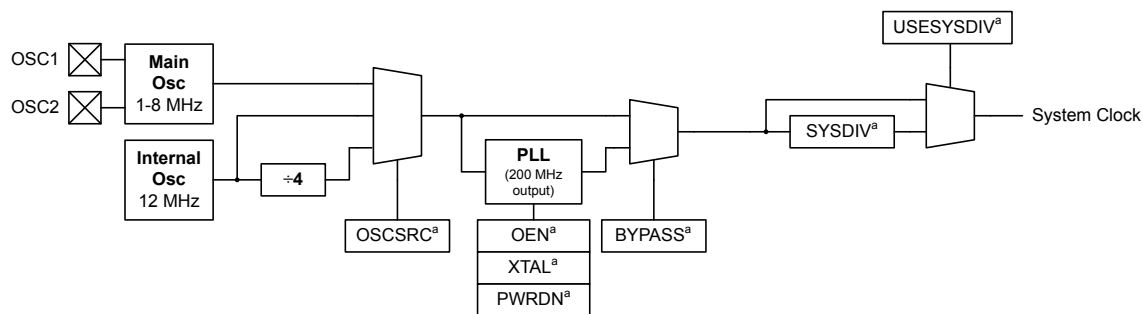 USESYSDIVa
OSC1
Main
Osc
1-8 MHz
OSC2
System Clock
SYSDIVa
Internal
Osc
12 MHz
÷4
PLL
(200 MHz
output)
OSCSRCa
OENa
BYPASSa
XTALa
PWRDNa